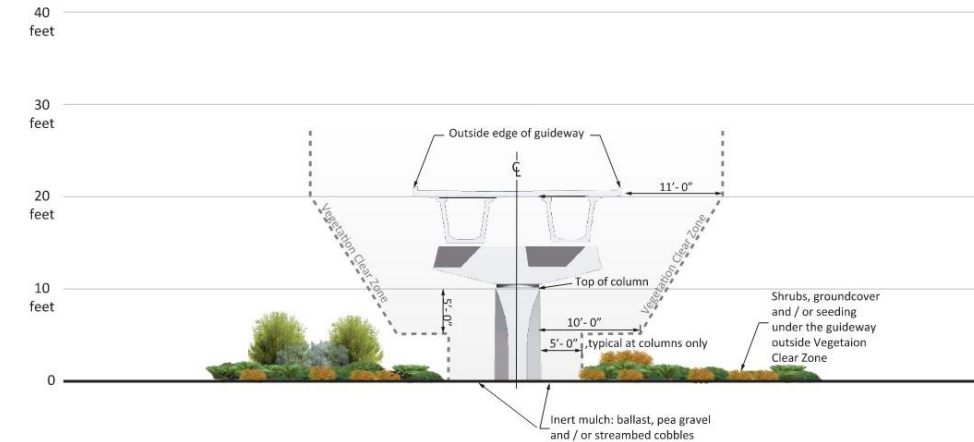 40
feet
30
feet
Outside edge of guideway
℄
11'- 0"
20
feet
Vegetation Clear Zone
Vegetation Clear Zone
10
feet
Top of column
5'- 0"
Shrubs, groundcover
and / or seeding
under the guideway
outside Vegetaion
Clear Zone
10'- 0"
5'- 0" ,typical at columns only
0
Inert mulch: ballast, pea gravel
and / or streambed cobbles